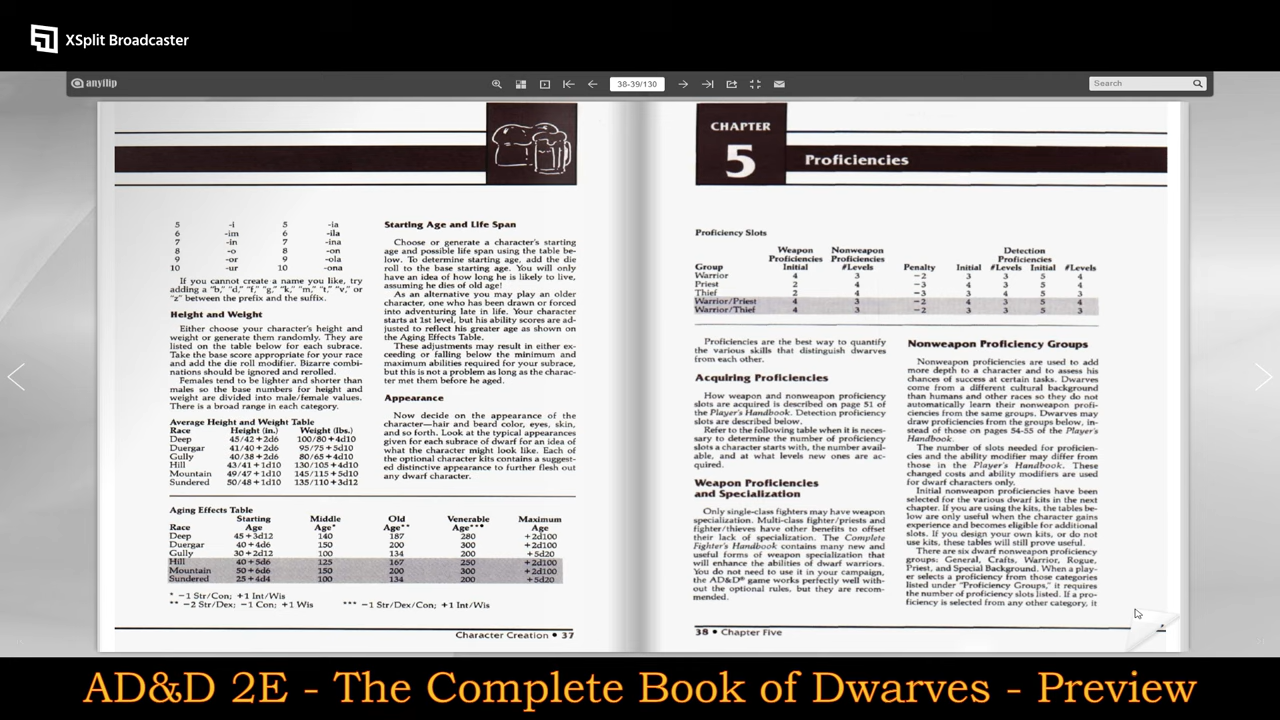 XSplit Broadcaster
anyflip
38-39/130
Search
5 -i 5 -ia
6 -im 6 -ila
7 -in 7 -ina
8 -o 8 -on
9 -or 9 -ola
10 -ur 10 -ona
If you cannot create a name you like, try
adding a "b," "d," "f," "g," "k," "m," "t," "v," or
"z" between the prefix and the suffix.
Height and Weight
Either choose your character's height and
weight or generate them randomly. They are
listed on the table below for each subrace.
Take the base score appropriate for your race
and add the die roll modifier. Bizarre combi-
nations should be ignored and rerolled.
Females tend to be lighter and shorter than
males so the base numbers for height and
weight are divided into male/female values.
There is a broad range in each category.
Average Height and Weight Table
Race Height (in.) Weight (lbs.)
Deep 45/42+2d6 100/80+4d10
Duergar 41/40+2d6 95/75+5d10
Gully 40/38+2d6 80/65+4d10
Hill 43/41+1d10 130/105+4d10
Mountain 49/47+1d10 145/115+5d10
Sundered 50/48+1d10 135/110+3d12
Starting Age and Life Span
Choose or generate a character's starting
age and possible life span using the table be-
low. To determine starting age, add the die
roll to the base starting age. You will only
have an idea of how long he is likely to live,
assuming he dies of old age!
As an alternative you may play an older
character, one who has been drawn or forced
into adventuring late in life. Your character
starts at 1st level, but his ability scores are ad-
justed to reflect his greater age as shown on
the Aging Effects Table.
These adjustments may result in either ex-
ceeding or falling below the minimum and
maximum abilities required for your subrace,
but this is not a problem as long as the charac-
ter met them before he aged.
Appearance
Now decide on the appearance of the
character—hair and beard color, eyes, skin,
and so forth. Look at the typical appearances
given for each subrace of dwarf for an idea of
what the character might look like. Each of
the optional character kits contains a suggest-
ed distinctive appearance to further flesh out
any dwarf character.
Aging Effects Table
Starting Middle Old Venerable Maximum
Race Age Age* Age** Age*** Age
Deep 45+3d12 140 187 280 +2d100
Duergar 40+4d6 150 200 300 +2d100
Gully 30+2d12 100 134 200 +5d20
Hill 40+5d6 125 167 250 +2d100
Mountain 50+6d6 150 200 300 +2d100
Sundered 25+4d4 100 134 200 +5d20
* −1 Str/Con; +1 Int/Wis
** −2 Str/Dex; −1 Con; +1 Wis *** −1 Str/Dex/Con; +1 Int/Wis
Character Creation • 37
CHAPTER
5
Proficiencies
Proficiency Slots
Weapon Nonweapon Detection
Proficiencies Proficiencies Proficiencies
Group Initial #Levels Penalty Initial #Levels Initial #Levels
Warrior 4 3 −2 3 3 5 4
Priest 2 4 −3 4 3 5 4
Thief 2 4 −3 3 4 5 3
Warrior/Priest 4 3 −2 4 3 5 4
Warrior/Thief 4 3 −2 4 3 5 3
Proficiencies are the best way to quantify
the various skills that distinguish dwarves
from each other.
Acquiring Proficiencies
How weapon and nonweapon proficiency
slots are acquired is described on page 51 of
the Player's Handbook. Detection proficiency
slots are described below.
Refer to the following table when it is neces-
sary to determine the number of proficiency
slots a character starts with, the number avail-
able, and at what levels new ones are ac-
quired.
Weapon Proficiencies
and Specialization
Only single-class fighters may have weapon
specialization. Multi-class fighter/priests and
fighter/thieves have other benefits to offset
their lack of specialization. The Complete
Fighter's Handbook contains many new and
useful forms of weapon specialization that
will enhance the abilities of dwarf warriors.
You do not need to use it in your campaign,
the AD&D® game works perfectly well with-
out the optional rules, but they are recom-
mended.
Nonweapon Proficiency Groups
Nonweapon proficiencies are used to add
more depth to a character and to assess his
chances of success at certain tasks. Dwarves
come from a different cultural background
than humans and other races so they do not
automatically learn their nonweapon profi-
ciencies from the same groups. Dwarves may
draw proficiencies from the groups below, in-
stead of those on pages 54-55 of the Player's
Handbook.
The number of slots needed for proficien-
cies and the ability modifier may differ from
those in the Player's Handbook. These
changed costs and ability modifiers are used
for dwarf characters only.
Initial nonweapon proficiencies have been
selected for the various dwarf kits in the next
chapter. If you are using the kits, the tables be-
low are only useful when the character gains
experience and becomes eligible for additional
slots. If you design your own kits, or do not
use kits, these tables will still prove useful.
There are six dwarf nonweapon proficiency
groups: General, Crafts, Warrior, Rogue,
Priest, and Special Background. When a play-
er selects a proficiency from those categories
listed under "Proficiency Groups," it requires
the number of proficiency slots listed. If a pro-
ficiency is selected from any other category, it
38 • Chapter Five
AD&D 2E - The Complete Book of Dwarves - Preview